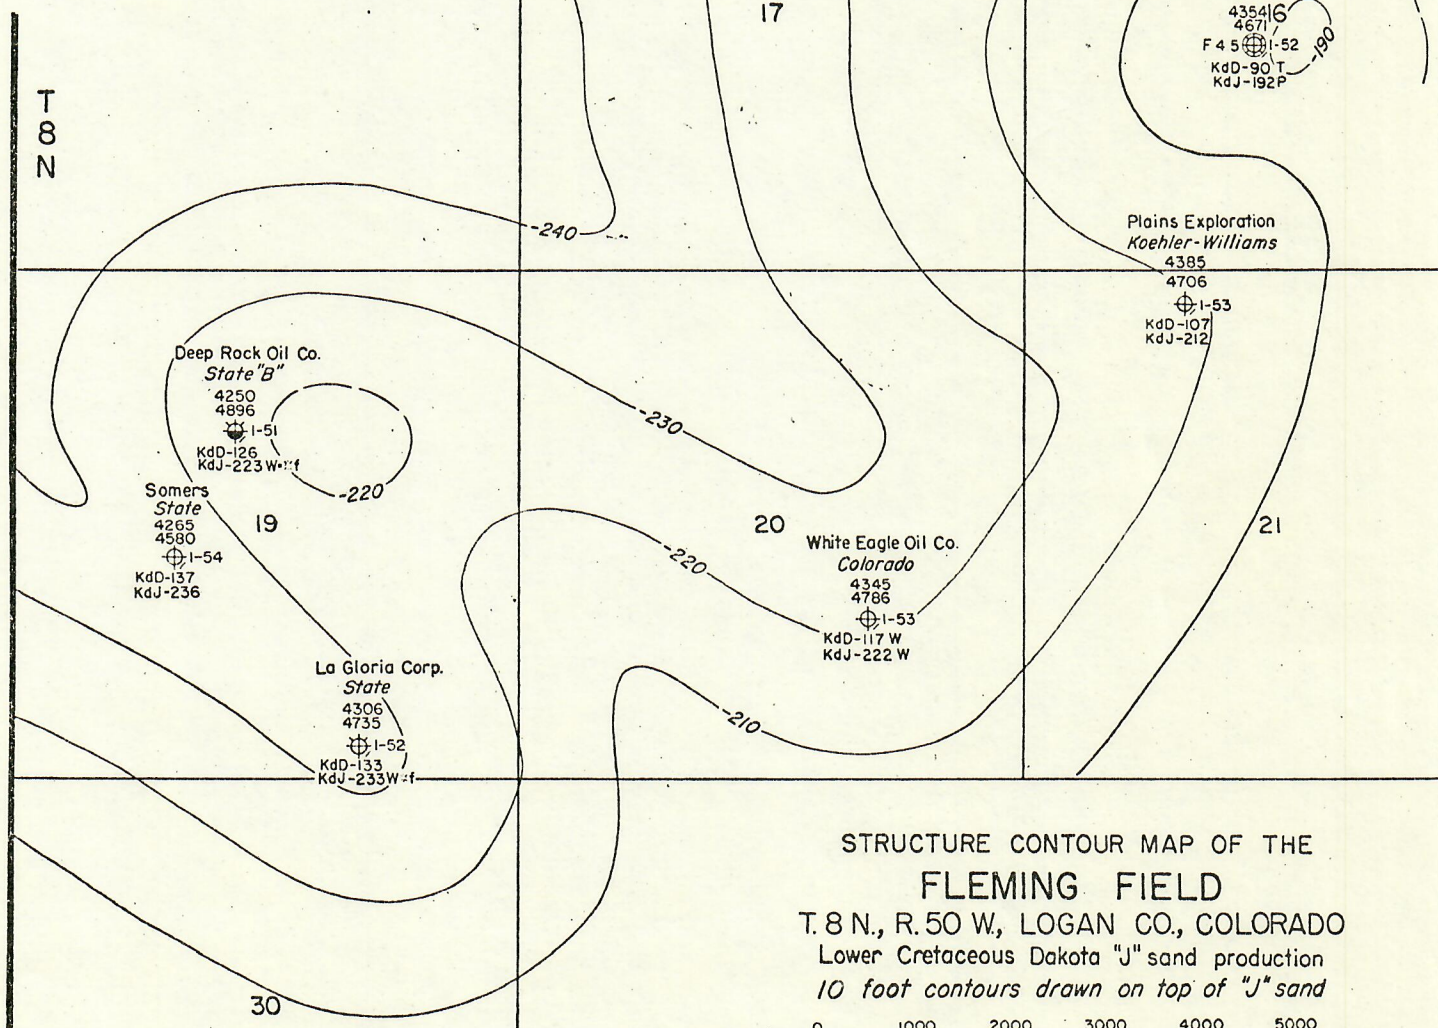 17
4354
16
4671
F 4 5
1-52
KdD-90 T
KdJ-192P
-190
T
8
N
Plains Exploration
Koehler-Williams
4385
4706
1-53
KdD-107
KdJ-212
-240
Deep Rock Oil Co.
State "B"
4250
4896
1-51
KdD-126
KdJ-223 W
f
-230
-220
Somers
State
4265
4580
1-54
KdD-137
KdJ-236
19
20
21
White Eagle Oil Co.
Colorado
4345
4786
1-53
KdD-117 W
KdJ-222 W
-220
La Gloria Corp.
State
4306
4735
1-52
KdD-133
KdJ-233W
f
-210
30
STRUCTURE CONTOUR MAP OF THE
FLEMING FIELD
T. 8 N., R. 50 W., LOGAN CO., COLORADO
Lower Cretaceous Dakota "J" sand production
10 foot contours drawn on top of "J" sand
0 1000 2000 3000 4000 5000